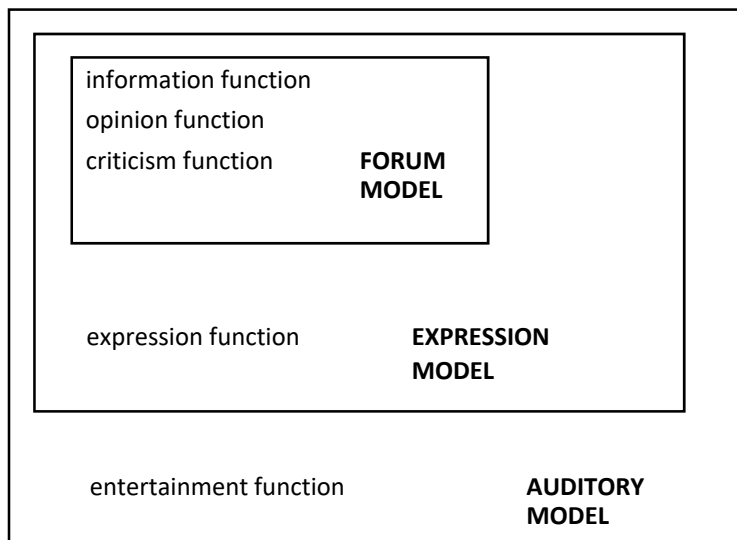 information function
opinion function
criticism function FORUM
MODEL
expression function EXPRESSION
MODEL
entertainment function AUDITORY
MODEL